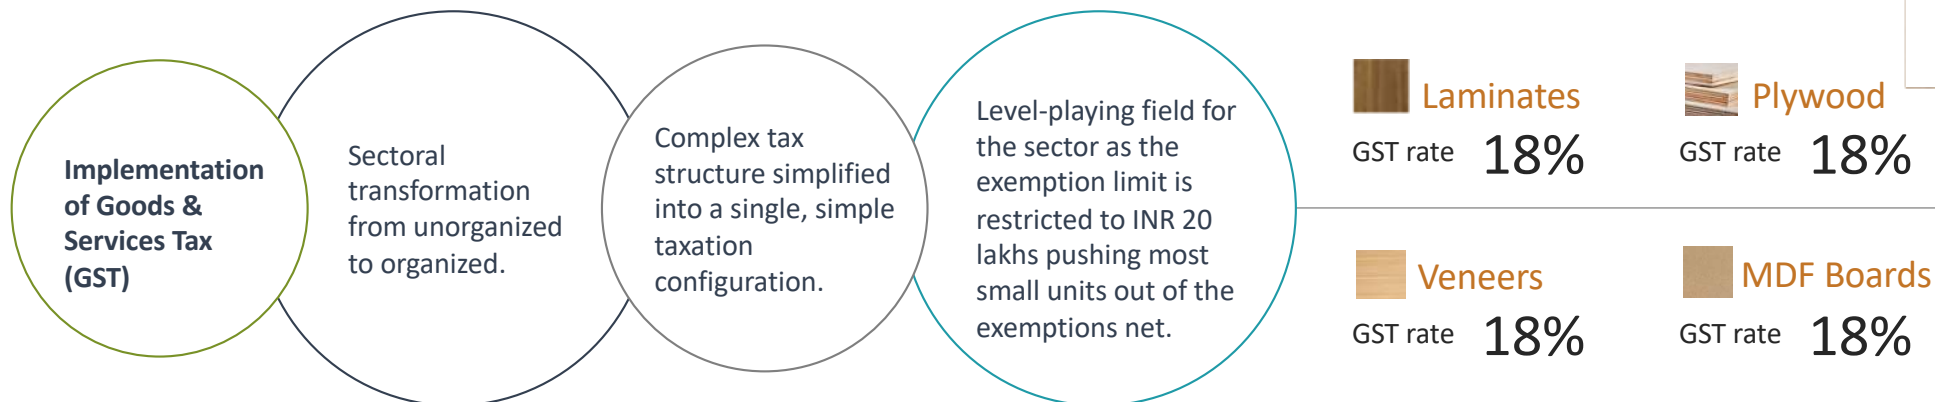 Implementation
of Goods &
Services Tax
(GST)
Sectoral
transformation
from unorganized
to organized.
Complex tax
structure simplified
into a single, simple
taxation
configuration.
Level-playing field for
the sector as the
exemption limit is
restricted to INR 20
lakhs pushing most
small units out of the
exemptions net.
Laminates
GST rate 18%
Plywood
GST rate 18%
Veneers
GST rate 18%
MDF Boards
GST rate 18%